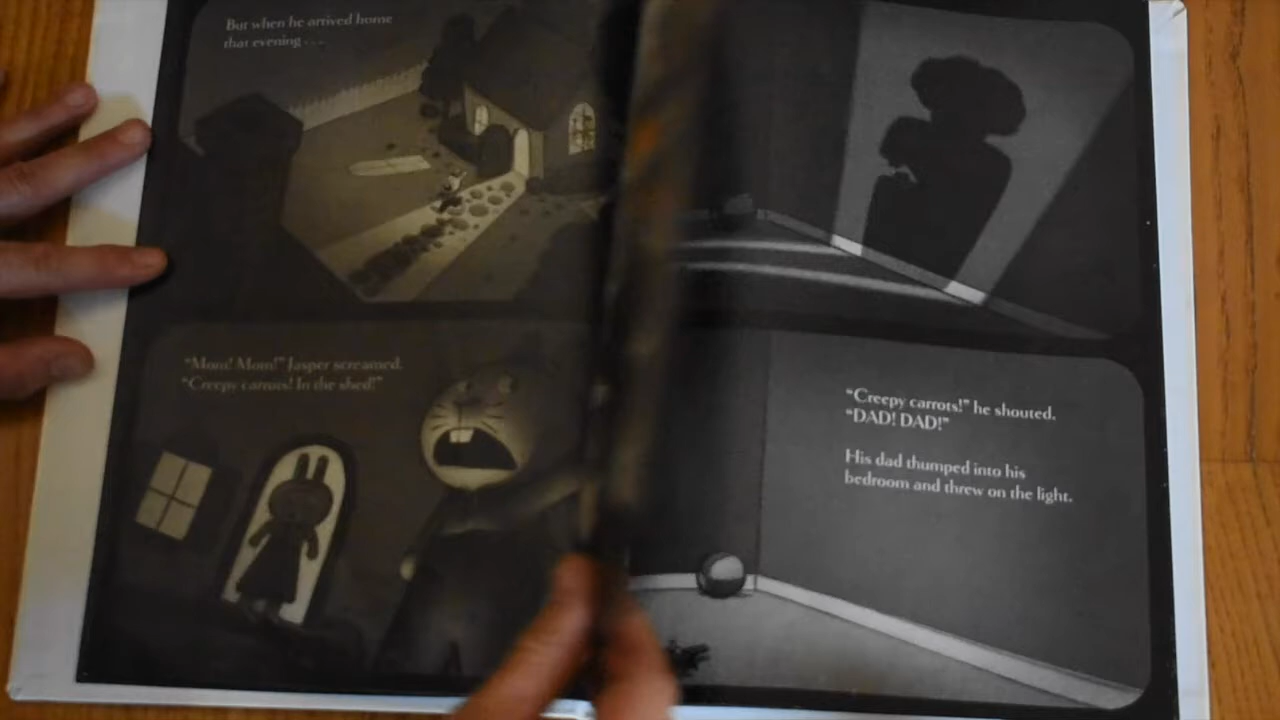 But when he arrived home
that evening . . .
“Mom! Mom!” Jasper screamed.
“Creepy carrots! In the shed!”
“Creepy carrots!” he shouted.
“DAD! DAD!”
His dad thumped into his
bedroom and threw on the light.